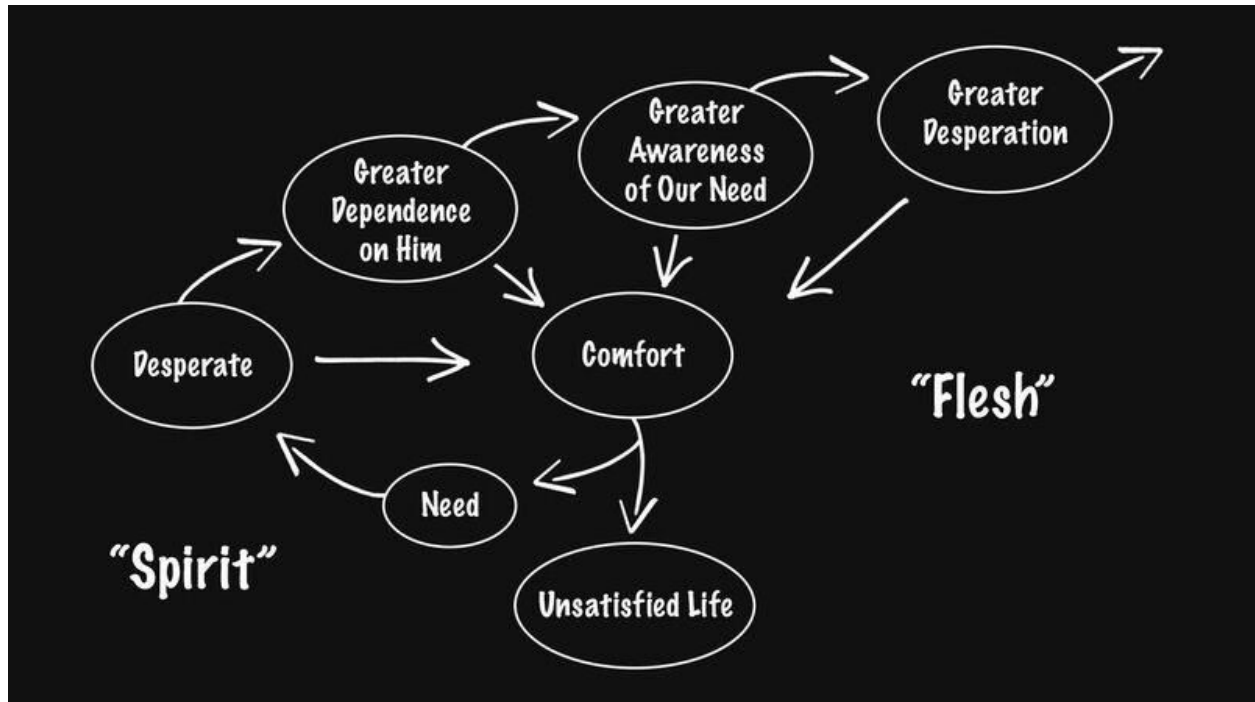 Greater
Desperation
Greater
Awareness
of Our Need
Greater
Dependence
on Him
Desperate
Comfort
“Flesh”
Need
“Spirit”
Unsatisfied Life